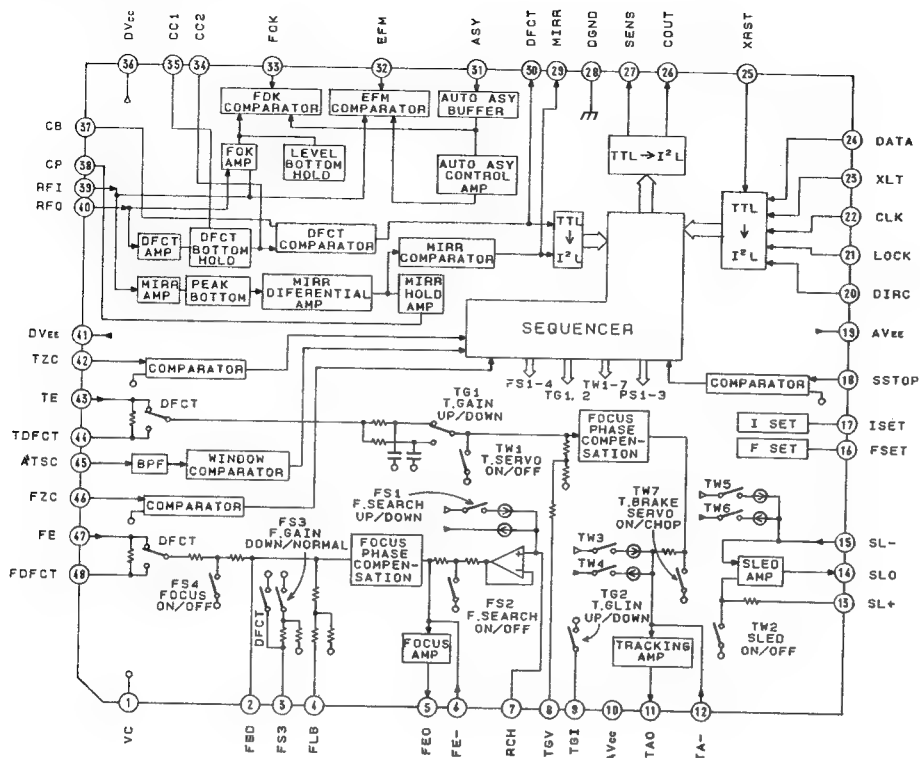 DVcc
CC1
CC2
FOK
EFM
ASY
DFCT
MIRR
DGND
SENS
COUT
XRST
36
35
34
33
32
31
30
29
28
27
26
25
CB
37
CP
38
RFI
39
RFO
40
DVEE
41
TZC
42
TE
43
TDFCT
44
ATSC
45
FZC
46
FE
47
FDFCT
48
24
DATA
23
XLT
22
CLK
21
LOCK
20
DIRC
19
AVEE
18
SSTOP
17
ISET
16
FSET
15
SL-
14
SLO
13
SL+
FOK
COMPARATOR
EFM
COMPARATOR
AUTO ASY
BUFFER
FOK
AMP
LEVEL
BOTTOM
HOLD
AUTO ASY
CONTROL
AMP
TTL→I²L
DFCT
AMP
DFCT
BOTTOM
HOLD
DFCT
COMPARATOR
MIRR
COMPARATOR
TTL
↓
I²L
TTL
↓
I²L
MIRR
AMP
PEAK
BOTTOM
MIRR
DIFERENTIAL
AMP
MIRR
HOLD
AMP
SEQUENCER
FS1-4
TG1, 2
TW1-7
PS1-3
COMPARATOR
COMPARATOR
I SET
F SET
DFCT
TG1
T.GAIN
UP/DOWN
TW1
T.SERVO
ON/OFF
FOCUS
PHASE
COMPEN-
SATION
BPF
WINDOW
COMPARATOR
COMPARATOR
FS1
F.SEARCH
UP/DOWN
TW7
T.BRAKE
SERVO
ON/CHOP
TW5
TW6
TW3
TW4
DFCT
FS3
F.GAIN
DOWN/NORMAL
FOCUS
PHASE
COMPEN-
SATION
FS4
FOCUS
ON/OFF
DFCT
FS2
F.SEARCH
ON/OFF
TG2
T.GLIN
UP/DOWN
SLED
AMP
TW2
SLED
ON/OFF
FOCUS
AMP
TRACKING
AMP
1
2
3
4
5
6
7
8
9
10
11
12
VC
FBD
FS3
FLB
FEO
FE-
RCH
TGV
TGI
AVcc
TAO
TA-